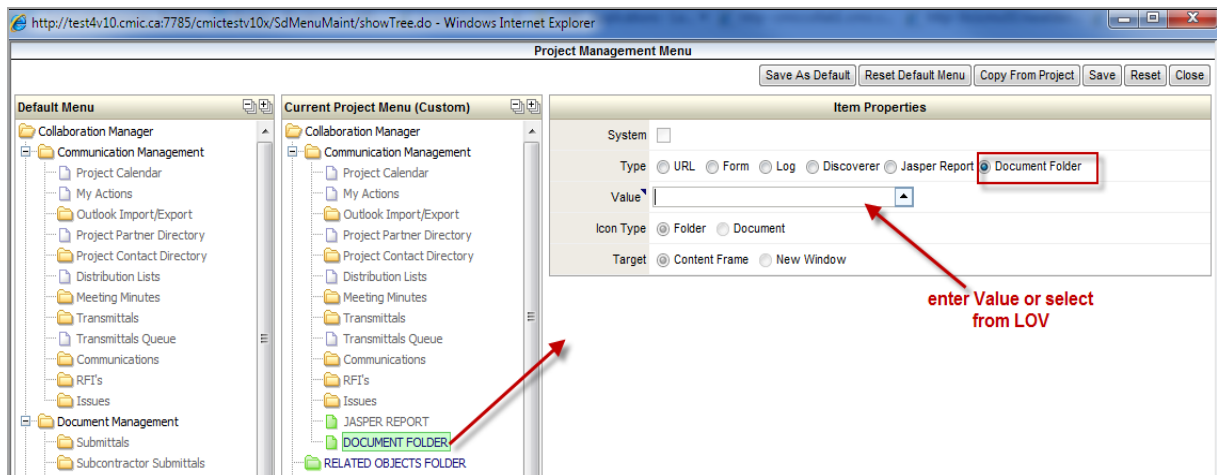 http://test4v10.cmic.ca:7785/cmictestv10x/SdMenuMaint/showTree.do - Windows Internet Explorer
Project Management Menu
Save As Default Reset Default Menu Copy From Project Save Reset Close
Default Menu
Collaboration Manager
Communication Management
Project Calendar
My Actions
Outlook Import/Export
Project Partner Directory
Project Contact Directory
Distribution Lists
Meeting Minutes
Transmittals
Transmittals Queue
Communications
RFI's
Issues
Document Management
Submittals
Subcontractor Submittals
Current Project Menu (Custom)
Collaboration Manager
Communication Management
Project Calendar
My Actions
Outlook Import/Export
Project Partner Directory
Project Contact Directory
Distribution Lists
Meeting Minutes
Transmittals
Transmittals Queue
Communications
RFI's
Issues
JASPER REPORT
DOCUMENT FOLDER
RELATED OBJECTS FOLDER
Item Properties
System
Type URL Form Log Discoverer Jasper Report Document Folder
Value
Icon Type Folder Document
Target Content Frame New Window
enter Value or select
from LOV